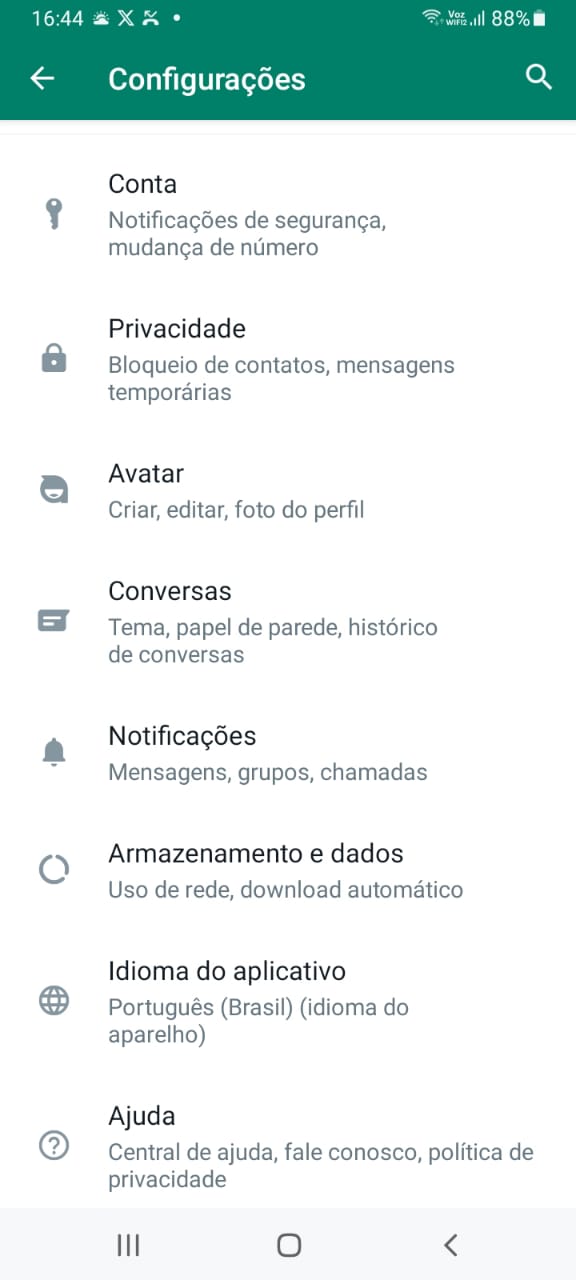 16:44 Voz WiFi2 88%
Configurações
Conta
Notificações de segurança,
mudança de número
Privacidade
Bloqueio de contatos, mensagens
temporárias
Avatar
Criar, editar, foto do perfil
Conversas
Tema, papel de parede, histórico
de conversas
Notificações
Mensagens, grupos, chamadas
Armazenamento e dados
Uso de rede, download automático
Idioma do aplicativo
Português (Brasil) (idioma do
aparelho)
Ajuda
Central de ajuda, fale conosco, política de
privacidade